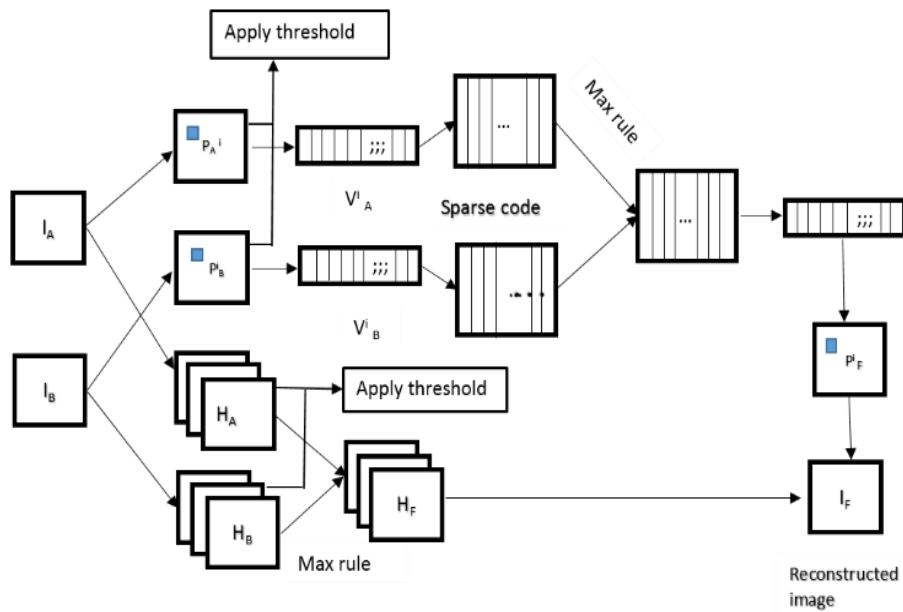 Apply threshold
P_A^i
;;;
...
Max rule
V^i_A
Sparse code
...
;;;
I_A
P^i_B
;;;
V^i_B
P^i_F
I_B
Apply threshold
H_A
H_B
H_F
I_F
Max rule
Reconstructed
image